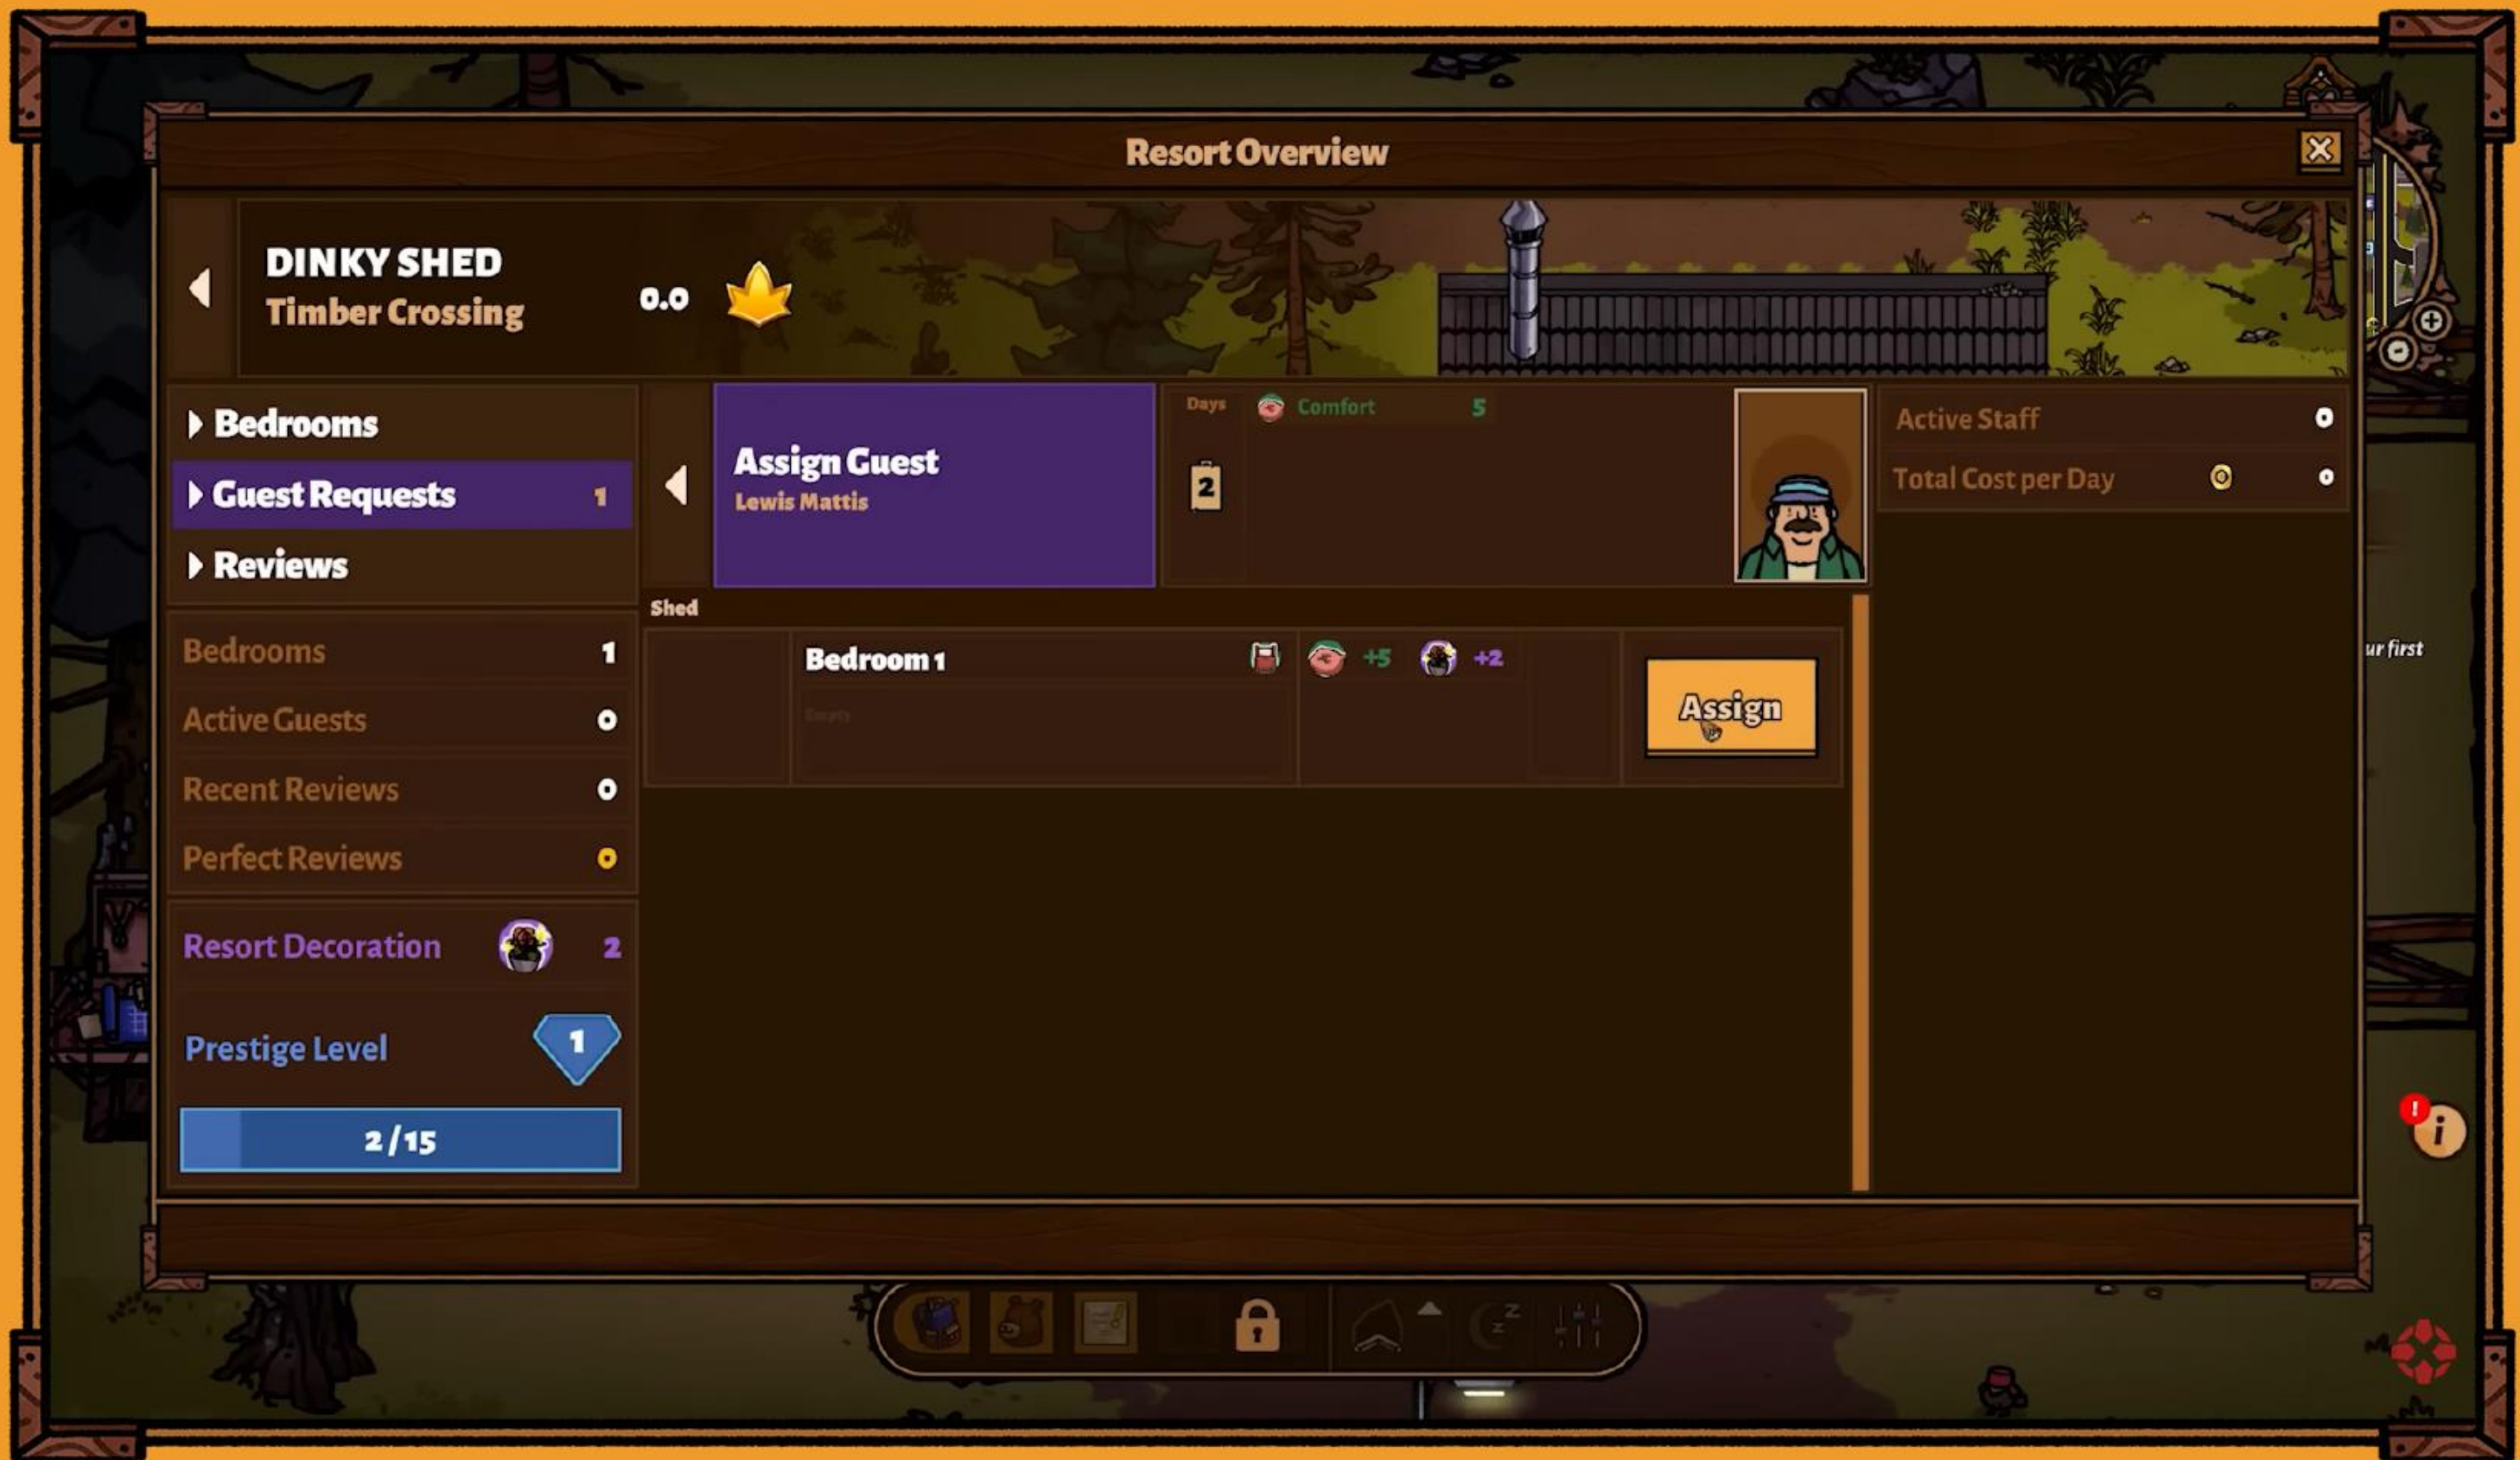 Resort Overview
DINKY SHED
Timber Crossing
0.0
Bedrooms
Guest Requests 1
Reviews
Bedrooms 1
Active Guests 0
Recent Reviews 0
Perfect Reviews 0
Resort Decoration 2
Prestige Level 1
2/15
Assign Guest
Lewis Mattis
Days
2
Comfort 5
Active Staff 0
Total Cost per Day 0
Shed
Bedroom 1 +5 +2
Empty
Assign
ur first